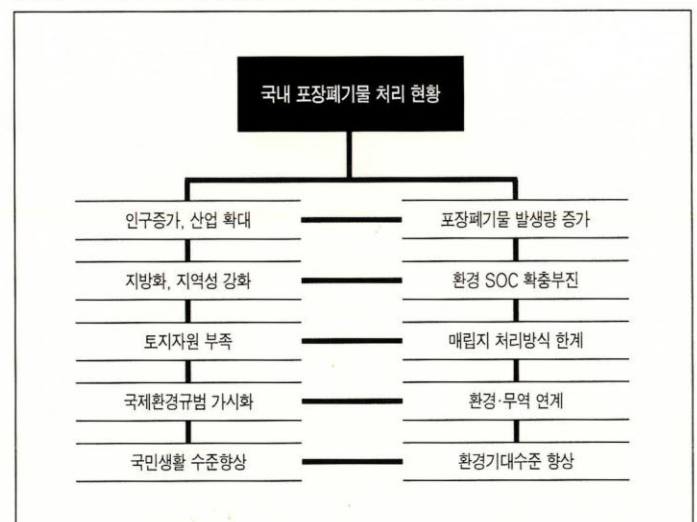 국내 포장폐기물 처리 현황
인구증가, 산업 확대
포장폐기물 발생량 증가
지방화, 지역성 강화
환경 SOC 확충부진
토지자원 부족
매립지 처리방식 한계
국제환경규범 가시화
환경·무역 연계
국민생활 수준향상
환경기대수준 향상